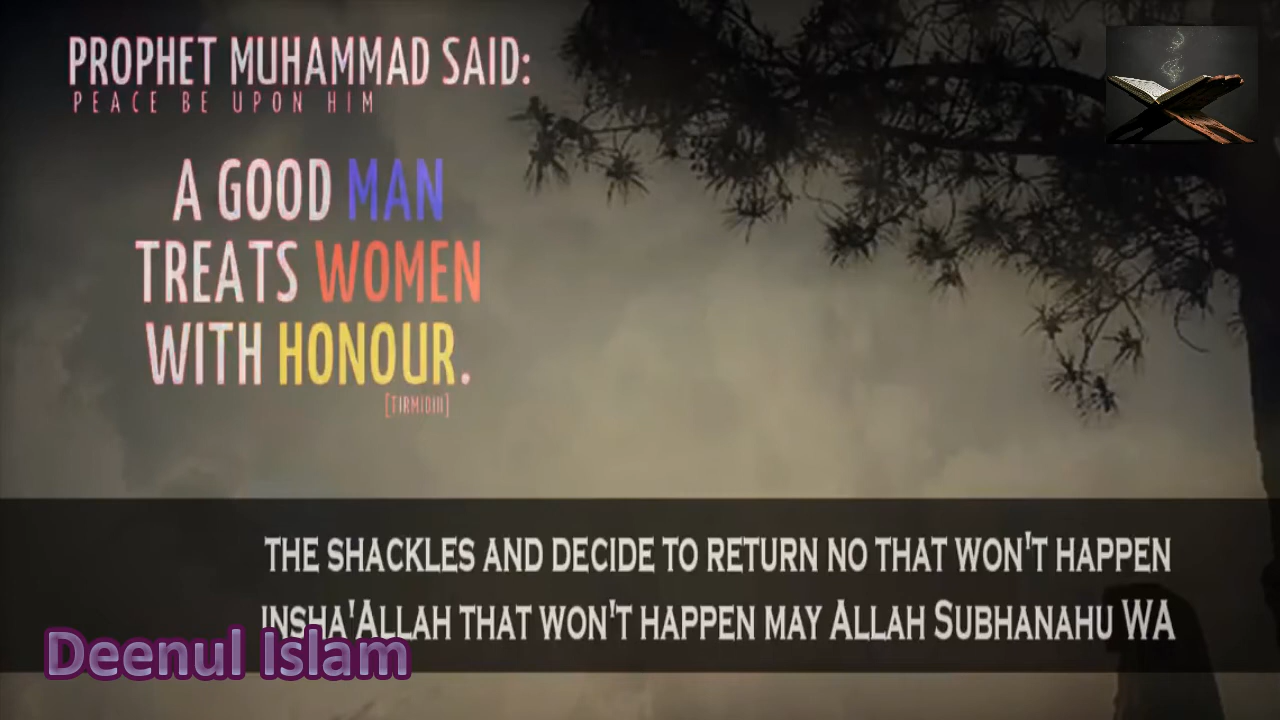 PROPHET MUHAMMAD SAID:
PEACE BE UPON HIM
A GOOD MAN
TREATS WOMEN
WITH HONOUR.
[TIRMIDHI]
THE SHACKLES AND DECIDE TO RETURN NO THAT WON'T HAPPEN
INSHA'ALLAH THAT WON'T HAPPEN MAY ALLAH SUBHANAHU WA
Deenul Islam